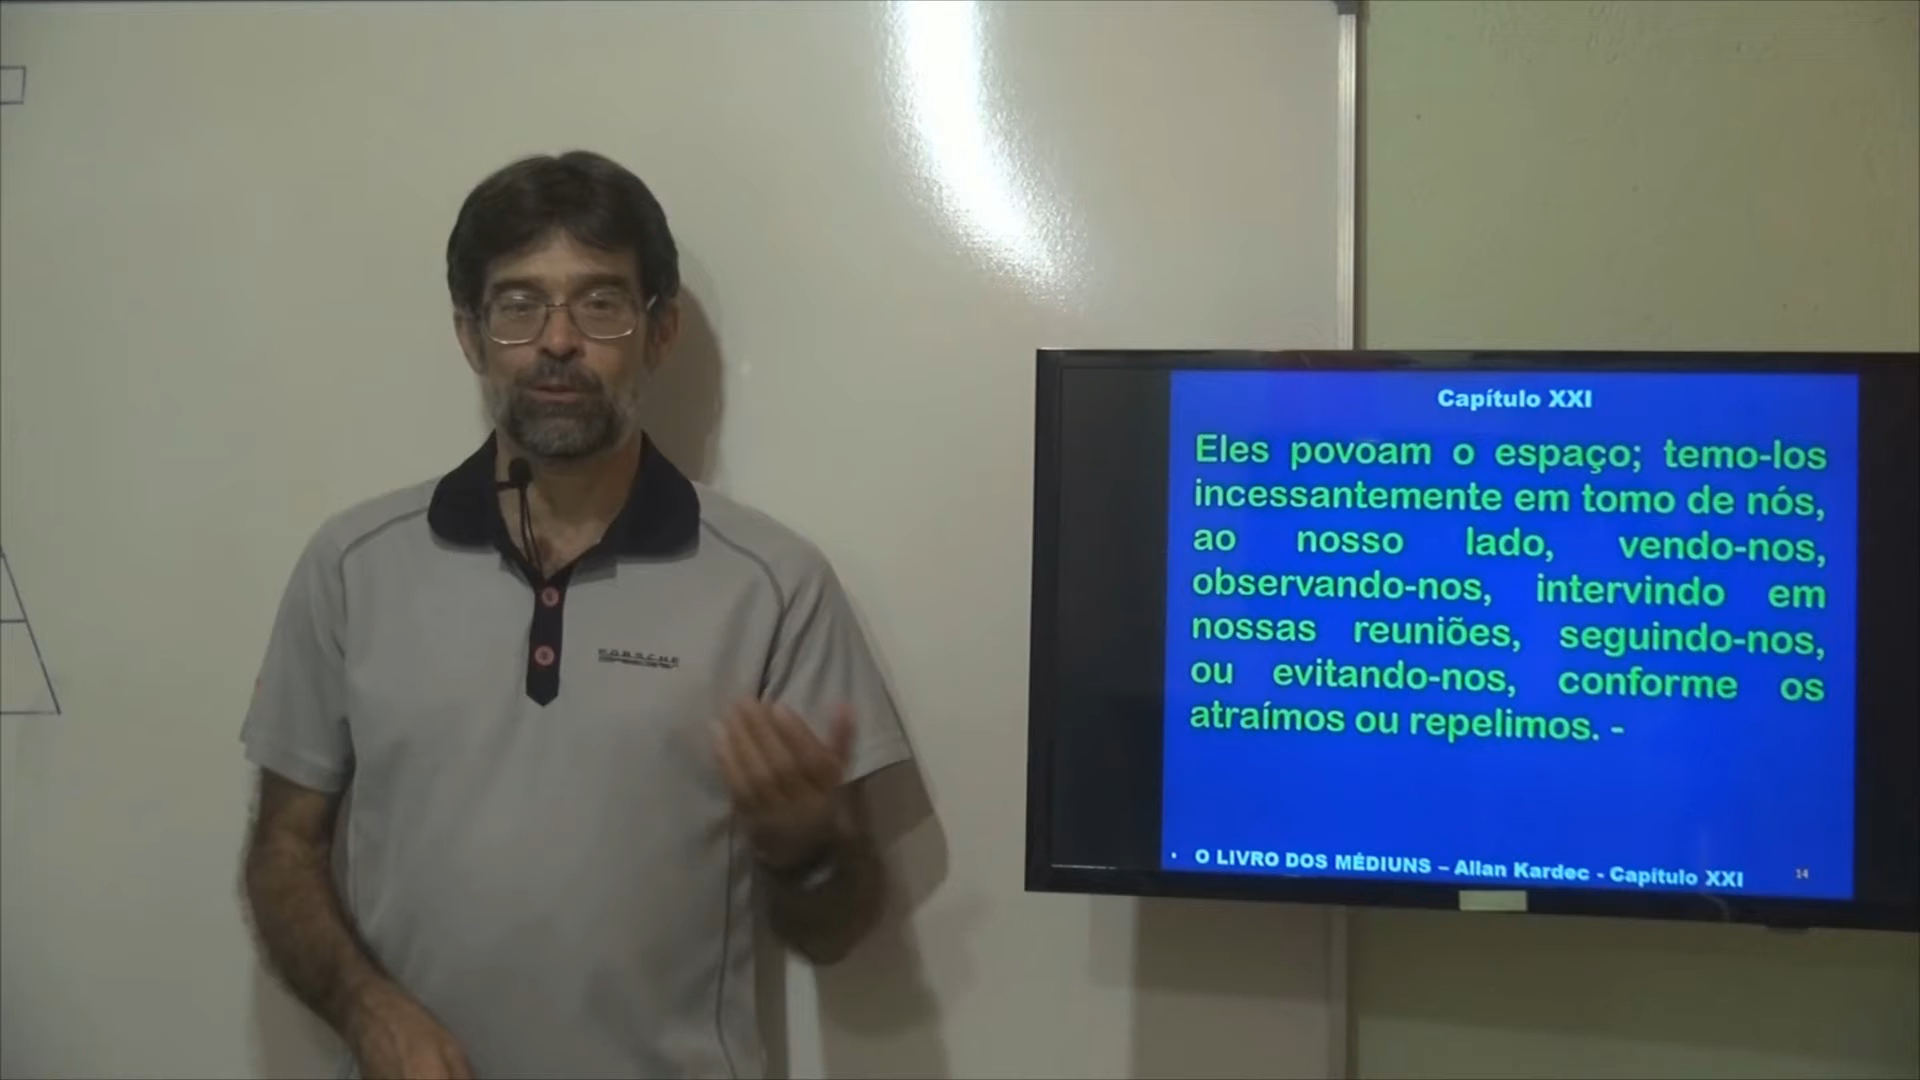 Capítulo XXI
Eles povoam o espaço; temo-los
incessantemente em tomo de nós,
ao nosso lado, vendo-nos,
observando-nos, intervindo em
nossas reuniões, seguindo-nos,
ou evitando-nos, conforme os
atraímos ou repelimos. -
• O LIVRO DOS MÉDIUNS – Allan Kardec - Capítulo XXI
14
PORSCHE